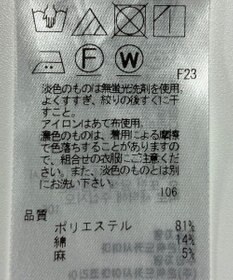 F
W
F23
淡色のものは無蛍光洗剤を使用。
よくすすぎ、絞りの後すぐに干
すこと。
アイロンはあて布使用。
濃色のものは、着用による摩擦
で色落ちすることがありますの
で、組合せの衣服にご注意くださ
い。また、淡色のものとは別
にお洗い下さい。
106
品質
ポリエステル 81%
綿 14%
麻 5%